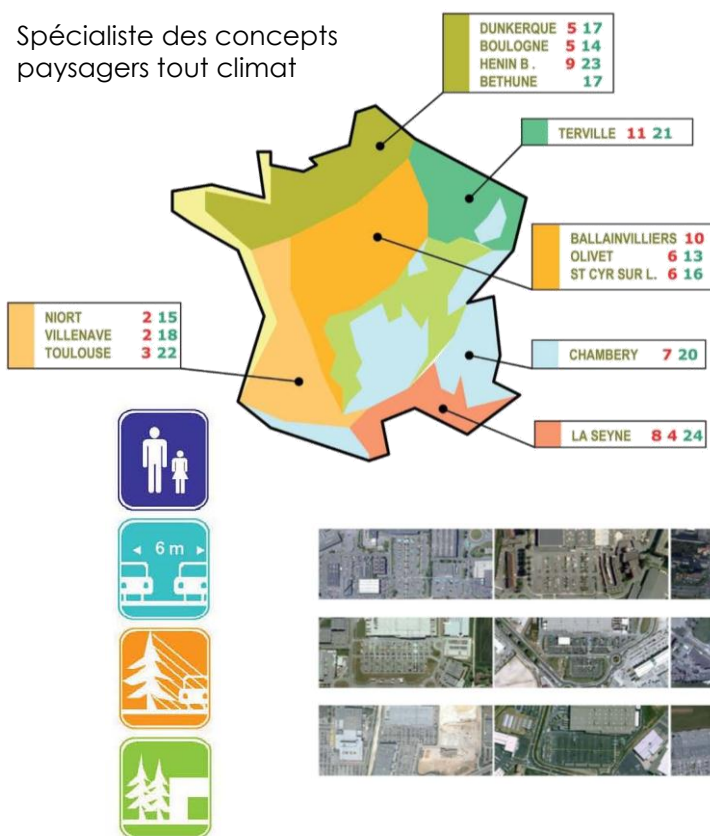 Spécialiste des concepts
paysagers tout climat
DUNKERQUE 5 17
BOULOGNE 5 14
HENIN B . 9 23
BETHUNE 17
TERVILLE 11 21
BALLAINVILLIERS 10
OLIVET 6 13
ST CYR SUR L. 6 16
NIORT 2 15
VILLENAVE 2 18
TOULOUSE 3 22
CHAMBERY 7 20
LA SEYNE 8 4 24
6 m